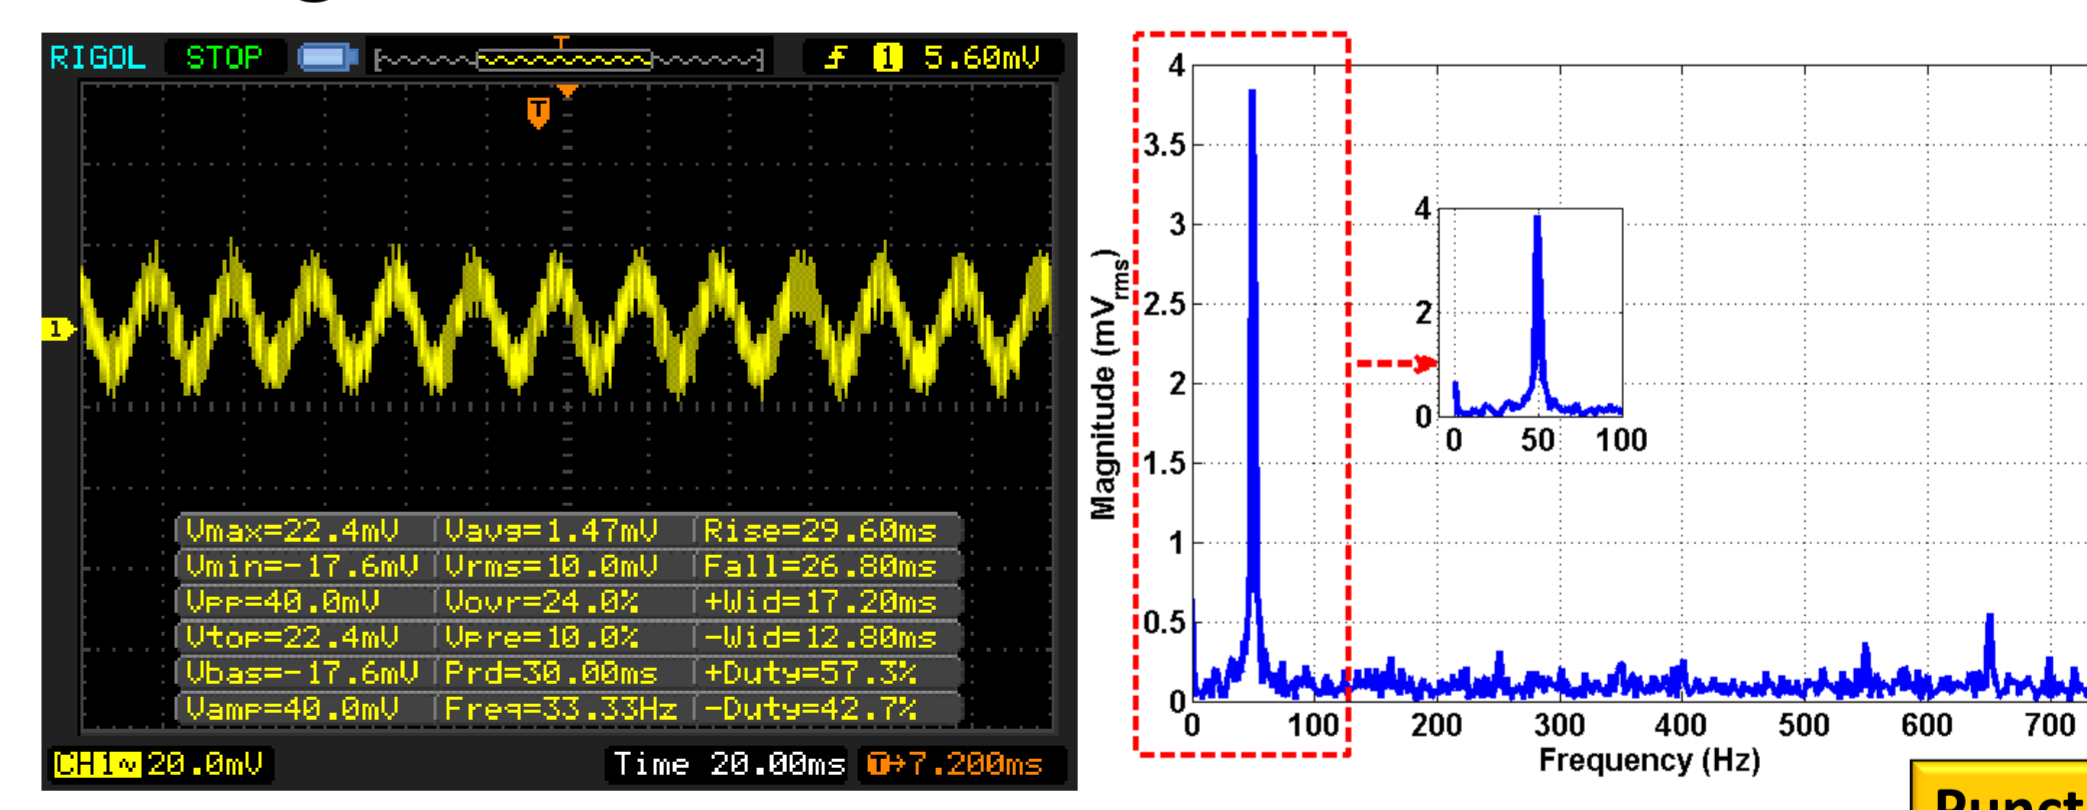 RIGOL STOP T 1 5.60mV
T
1
Vmax=22.4mV Vavg=1.47mV Rise=29.60ms
Vmin=-17.6mV Vrms=10.0mV Fall=26.80ms
Vpp=40.0mV Vovr=24.0% +Wid=17.20ms
Vtop=22.4mV Vpre=10.0% -Wid=12.80ms
Vbas=-17.6mV Prd=30.00ms +Duty=57.3%
Vamp=40.0mV Freq=33.33Hz -Duty=42.7%
CH1~ 20.0mV Time 20.00ms T→7.200ms
Magnitude (mVrms)
4
3.5
3
2.5
2
1.5
1
0.5
0
0 100 200 300 400 500 600 700
Frequency (Hz)
4
2
0
0 50 100